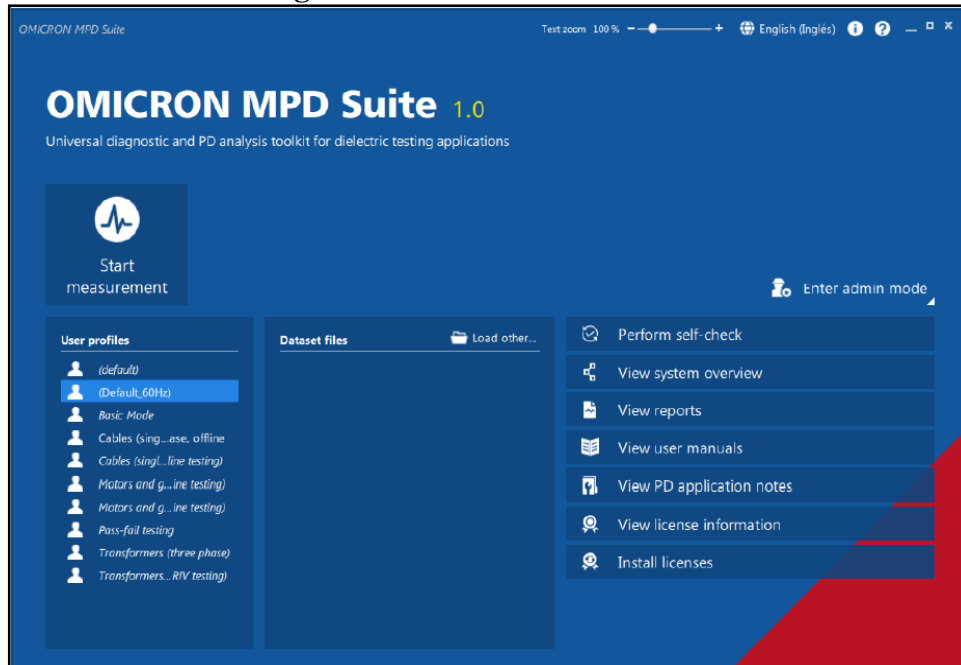 OMICRON MPD Suite
Text zoom 100 % − + English (Inglés)
OMICRON MPD Suite 1.0
Universal diagnostic and PD analysis toolkit for dielectric testing applications
Start
measurement
Enter admin mode
User profiles
(default)
(Default_60Hz)
Basic Mode
Cables (sing...ase, offline
Cables (singl...line testing)
Motors and g...ine testing)
Motors and g...ine testing)
Pass-fail testing
Transformers (three phase)
Transformers...RIV testing)
Dataset files
Load other...
Perform self-check
View system overview
View reports
View user manuals
View PD application notes
View license information
Install licenses